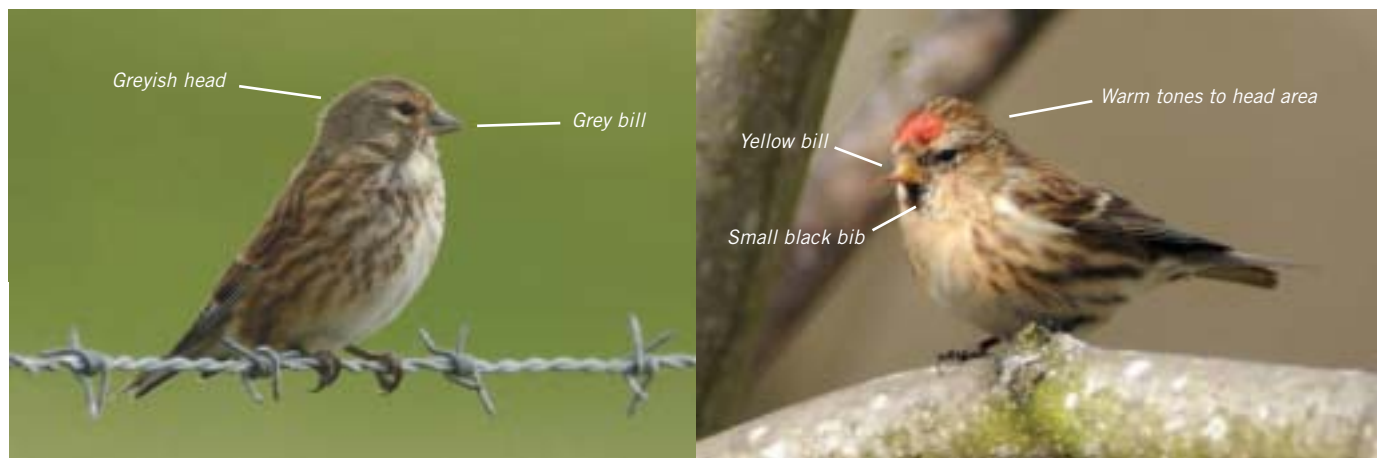 Greyish head
Grey bill
Warm tones to head area
Yellow bill
Small black bib